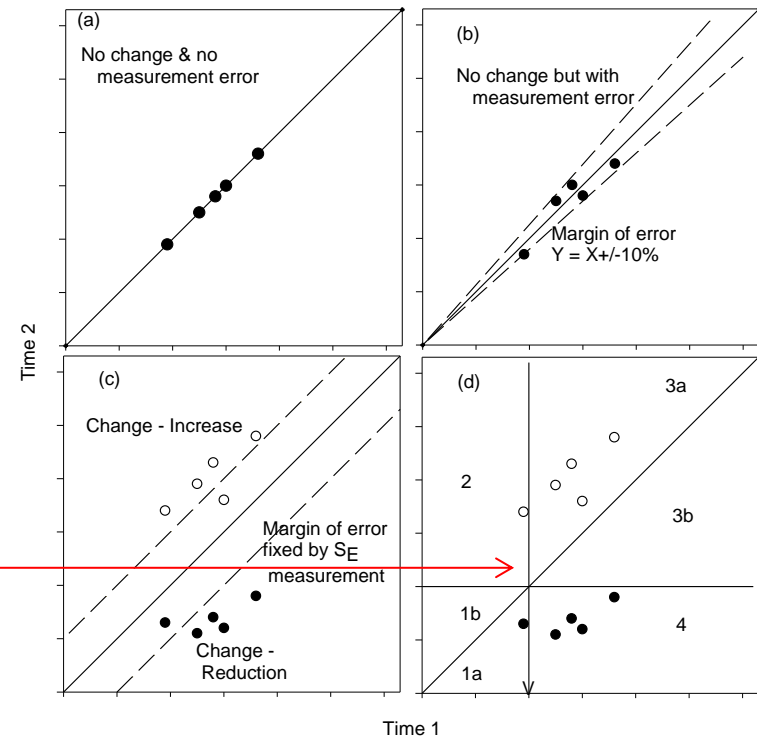 (a)
No change & no
measurement error
(b)
No change but with
measurement error
Margin of error
Y = X+/-10%
Time 2
(c)
Change - Increase
Margin of error
fixed by SE
measurement
Change -
Reduction
(d)
3a
2
3b
1b
4
1a
Time 1